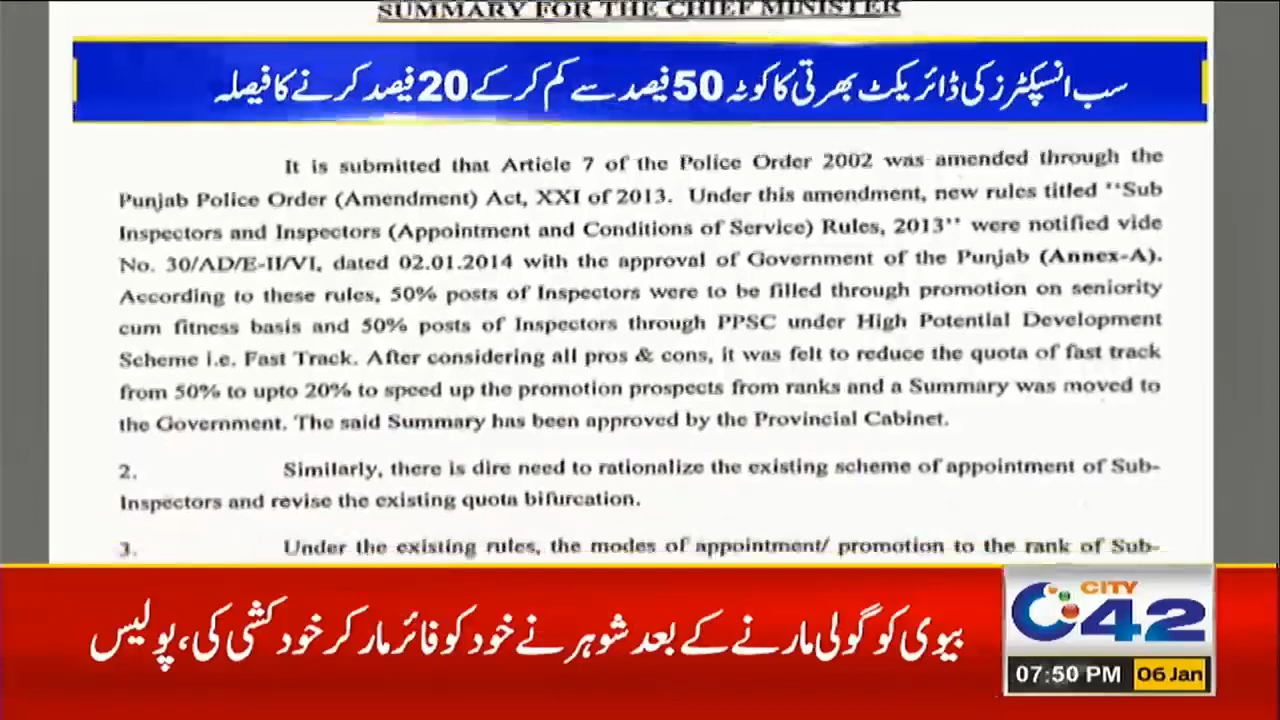 SUMMARY FOR THE CHIEF MINISTER
سب انسپکٹرز کی ڈائریکٹ بھرتی کا کوٹہ 50 فیصد سے کم کر کے 20 فیصد کرنے کا فیصلہ
It is submitted that Article 7 of the Police Order 2002 was amended through the
Punjab Police Order (Amendment) Act, XXI of 2013. Under this amendment, new rules titled "Sub
Inspectors and Inspectors (Appointment and Conditions of Service) Rules, 2013" were notified vide
No. 30/AD/E-II/VI, dated 02.01.2014 with the approval of Government of the Punjab (Annex-A).
According to these rules, 50% posts of Inspectors were to be filled through promotion on seniority
cum fitness basis and 50% posts of Inspectors through PPSC under High Potential Development
Scheme i.e. Fast Track. After considering all pros & cons, it was felt to reduce the quota of fast track
from 50% to upto 20% to speed up the promotion prospects from ranks and a Summary was moved to
the Government. The said Summary has been approved by the Provincial Cabinet.
2. Similarly, there is dire need to rationalize the existing scheme of appointment of Sub-
Inspectors and revise the existing quota bifurcation.
3. Under the existing rules, the modes of appointment/ promotion to the rank of Sub-
بیوی کو گولی مارنے کے بعد شوہر نے خود کو فائر مار کر خودکشی کی، پولیس
CITY
42
07:50 PM 06 Jan